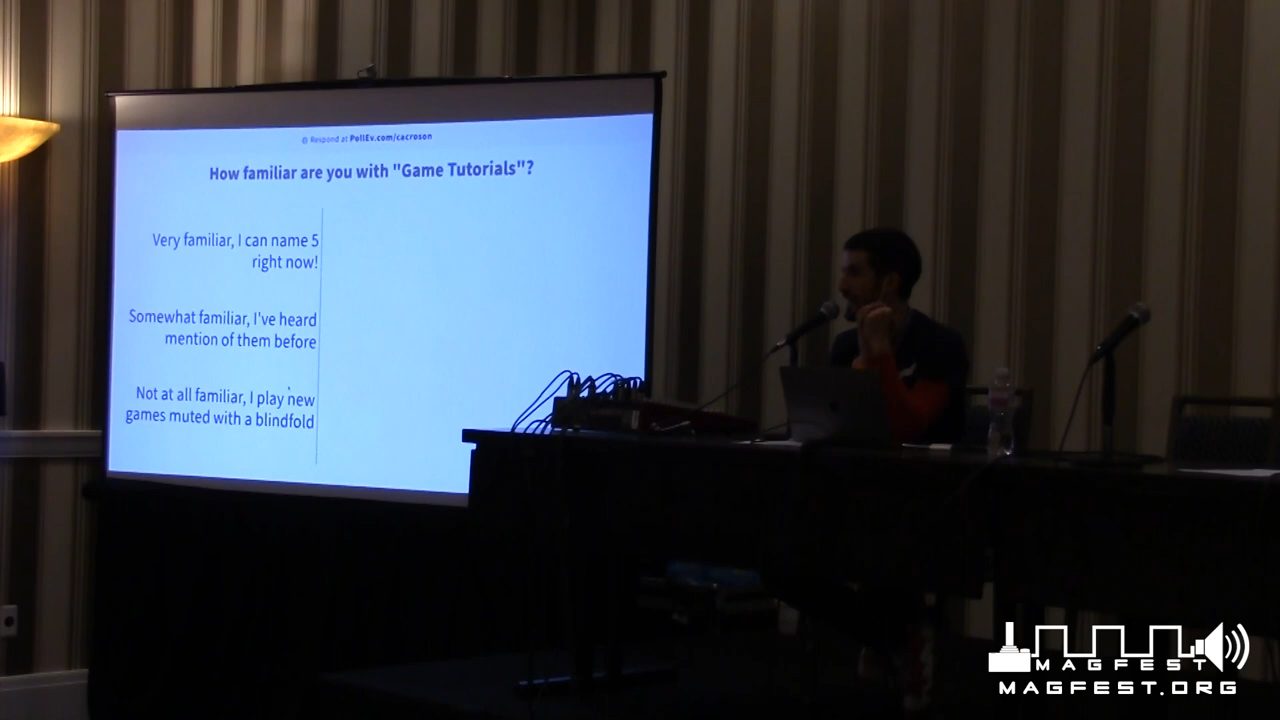 Respond at PollEv.com/cacroson
How familiar are you with "Game Tutorials"?
Very familiar, I can name 5
right now!
Somewhat familiar, I've heard
mention of them before
Not at all familiar, I play new
games muted with a blindfold
MAGFEST
MAGFEST.ORG